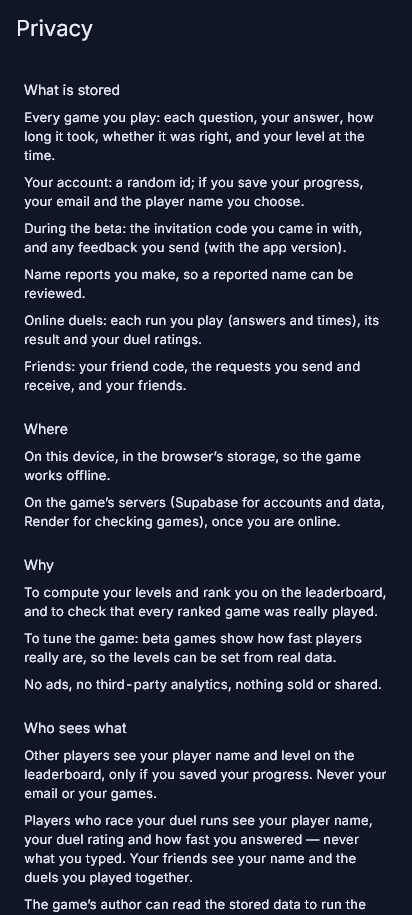 Privacy
What is stored
Every game you play: each question, your answer, how
long it took, whether it was right, and your level at the
time.
Your account: a random id; if you save your progress,
your email and the player name you choose.
During the beta: the invitation code you came in with,
and any feedback you send (with the app version).
Name reports you make, so a reported name can be
reviewed.
Online duels: each run you play (answers and times), its
result and your duel ratings.
Friends: your friend code, the requests you send and
receive, and your friends.
Where
On this device, in the browser’s storage, so the game
works offline.
On the game’s servers (Supabase for accounts and data,
Render for checking games), once you are online.
Why
To compute your levels and rank you on the leaderboard,
and to check that every ranked game was really played.
To tune the game: beta games show how fast players
really are, so the levels can be set from real data.
No ads, no third-party analytics, nothing sold or shared.
Who sees what
Other players see your player name and level on the
leaderboard, only if you saved your progress. Never your
email or your games.
Players who race your duel runs see your player name,
your duel rating and how fast you answered — never
what you typed. Your friends see your name and the
duels you played together.
The game’s author can read the stored data to run the